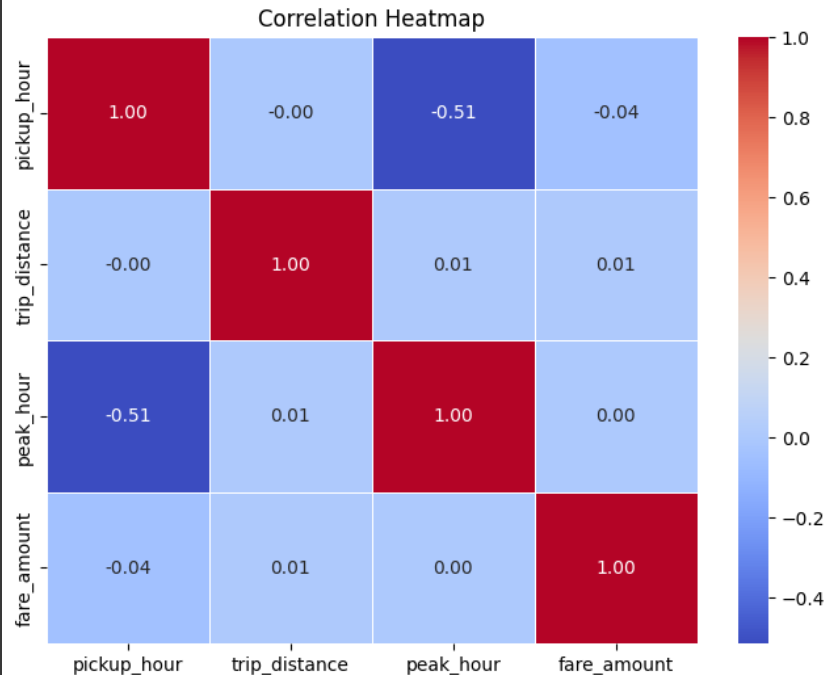 Correlation Heatmap
pickup_hour
1.00
-0.00
-0.51
-0.04
trip_distance
-0.00
1.00
0.01
0.01
peak_hour
-0.51
0.01
1.00
0.00
fare_amount
-0.04
0.01
0.00
1.00
pickup_hour
trip_distance
peak_hour
fare_amount
1.0
0.8
0.6
0.4
0.2
0.0
−0.2
−0.4